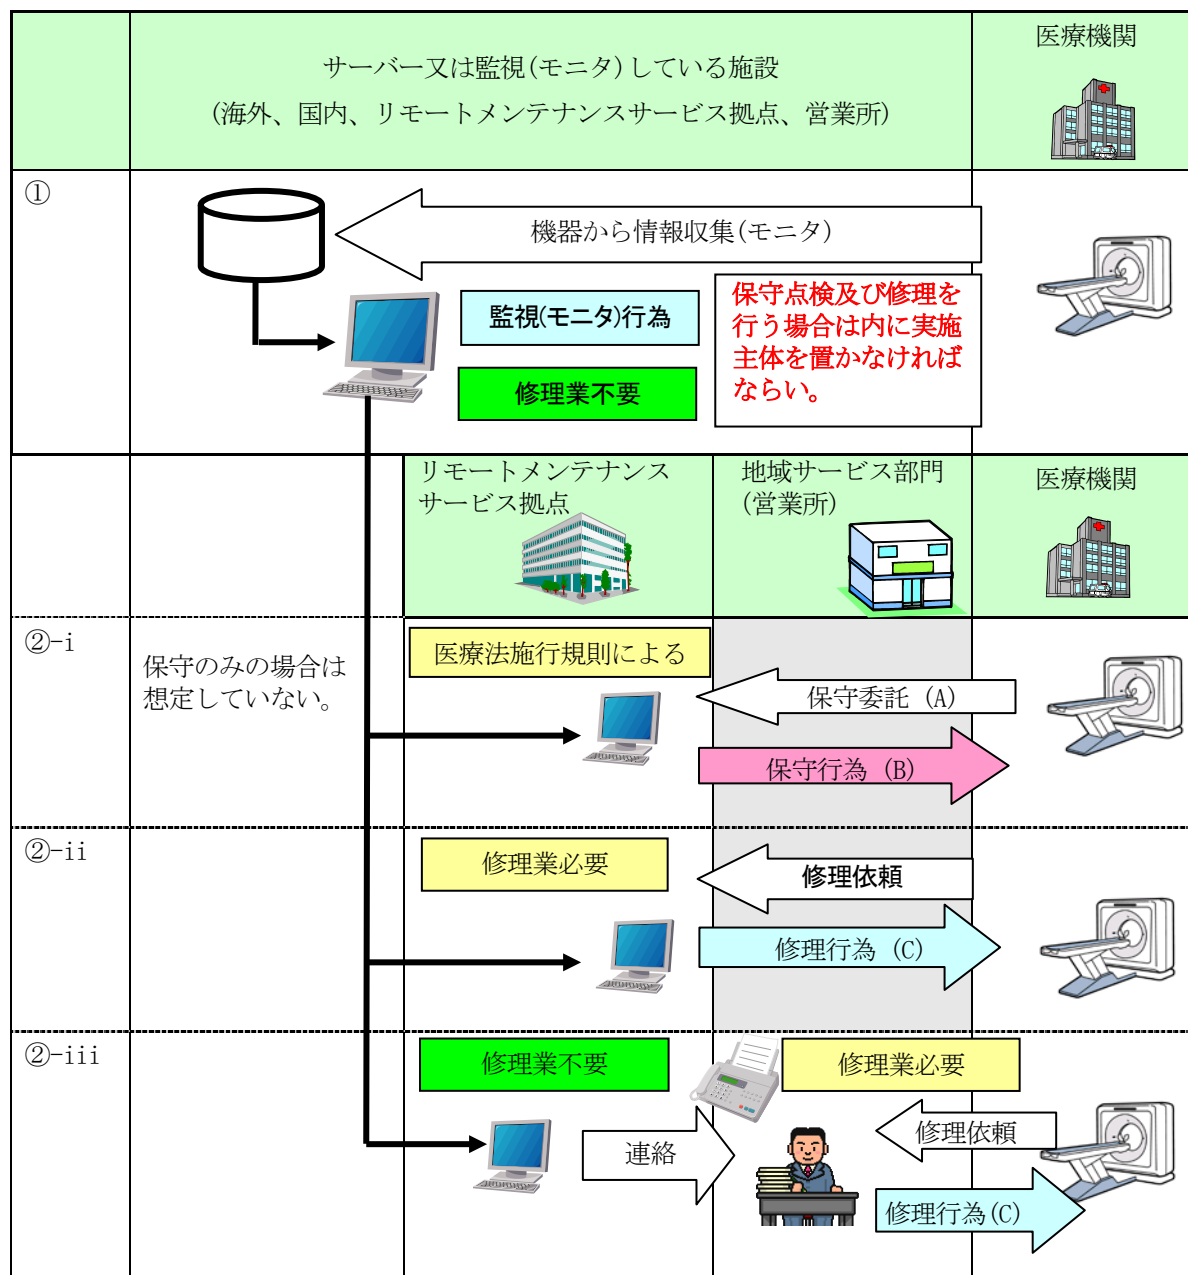 サーバー又は監視(モニタ)している施設
(海外、国内、リモートメンテナンスサービス拠点、営業所)
医療機関
①
機器から情報収集(モニタ)
監視(モニタ)行為
修理業不要
保守点検及び修理を
行う場合は内に実施
主体を置かなければ
ならい。
リモートメンテナンス
サービス拠点
地域サービス部門
(営業所)
医療機関
②-i
保守のみの場合は
想定していない。
医療法施行規則による
保守委託 (A)
保守行為 (B)
②-ii
修理業必要
修理依頼
修理行為 (C)
②-iii
修理業不要
修理業必要
連絡
修理依頼
修理行為(C)